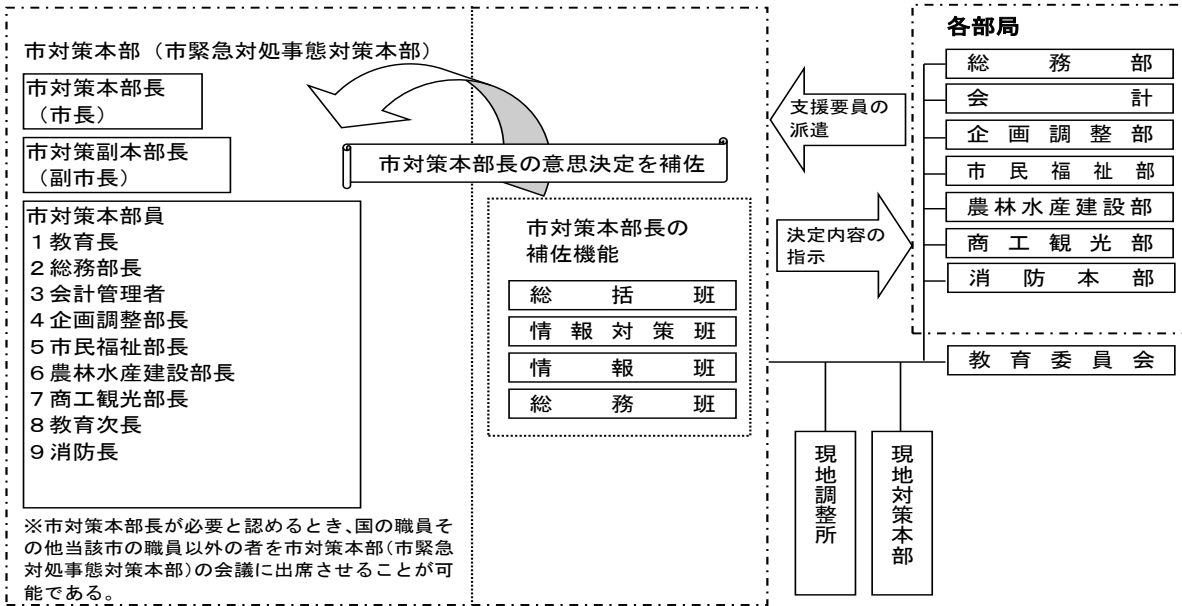 市対策本部（市緊急対処事態対策本部）
市対策本部長
（市長）
市対策副本部長
（副市長）
市対策本部員
１教育長
２総務部長
３会計管理者
４企画調整部長
５市民福祉部長
６農林水産建設部長
７商工観光部長
８教育次長
９消防長
※市対策本部長が必要と認めるとき、国の職員そ
の他当該市の職員以外の者を市対策本部（市緊急
対処事態対策本部）の会議に出席させることが可
能である。
市対策本部長の意思決定を補佐
市対策本部長の
補佐機能
総括班
情報対策班
情報班
総務班
支援要員の
派遣
決定内容の
指示
各部局
総務部
会計
企画調整部
市民福祉部
農林水産建設部
商工観光部
消防本部
教育委員会
現地調整所
現地対策本部